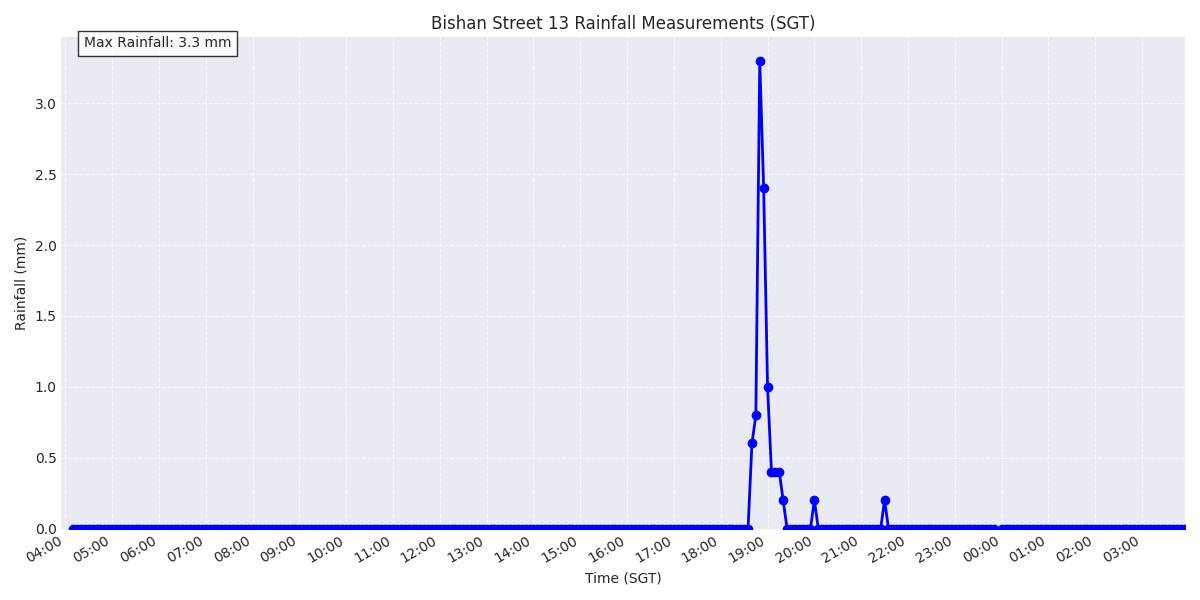 Bishan Street 13 Rainfall Measurements (SGT)
Max Rainfall: 3.3 mm
3.0
2.5
2.0
1.5
1.0
0.5
0.0
Rainfall (mm)
04:00 05:00 06:00 07:00 08:00 09:00 10:00 11:00 12:00 13:00 14:00 15:00 16:00 17:00 18:00 19:00 20:00 21:00 22:00 23:00 00:00 01:00 02:00 03:00
Time (SGT)